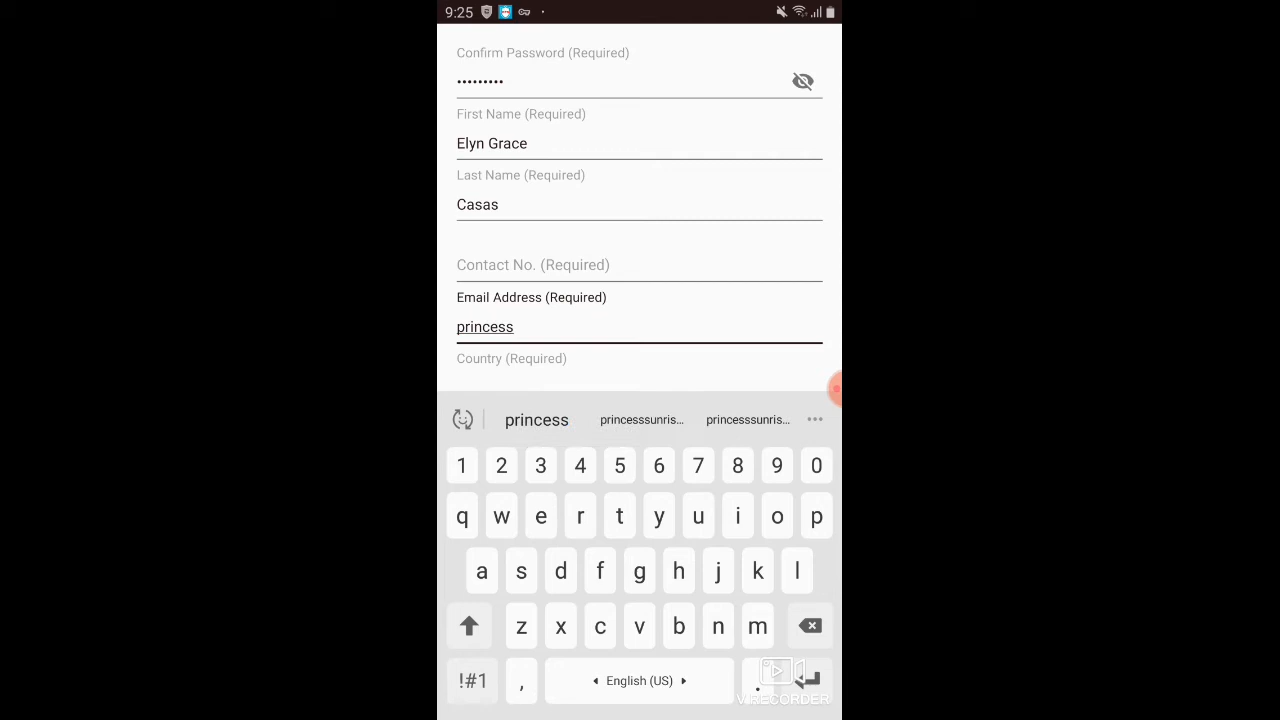 9:25
Confirm Password (Required)
•••••••••
First Name (Required)
Elyn Grace
Last Name (Required)
Casas
Contact No. (Required)
Email Address (Required)
princess
Country (Required)
princess princesssunris... princesssunris... •••
1 2 3 4 5 6 7 8 9 0
q w e r t y u i o p
a s d f g h j k l
z x c v b n m
!#1 , English (US) .
VIRECORDER